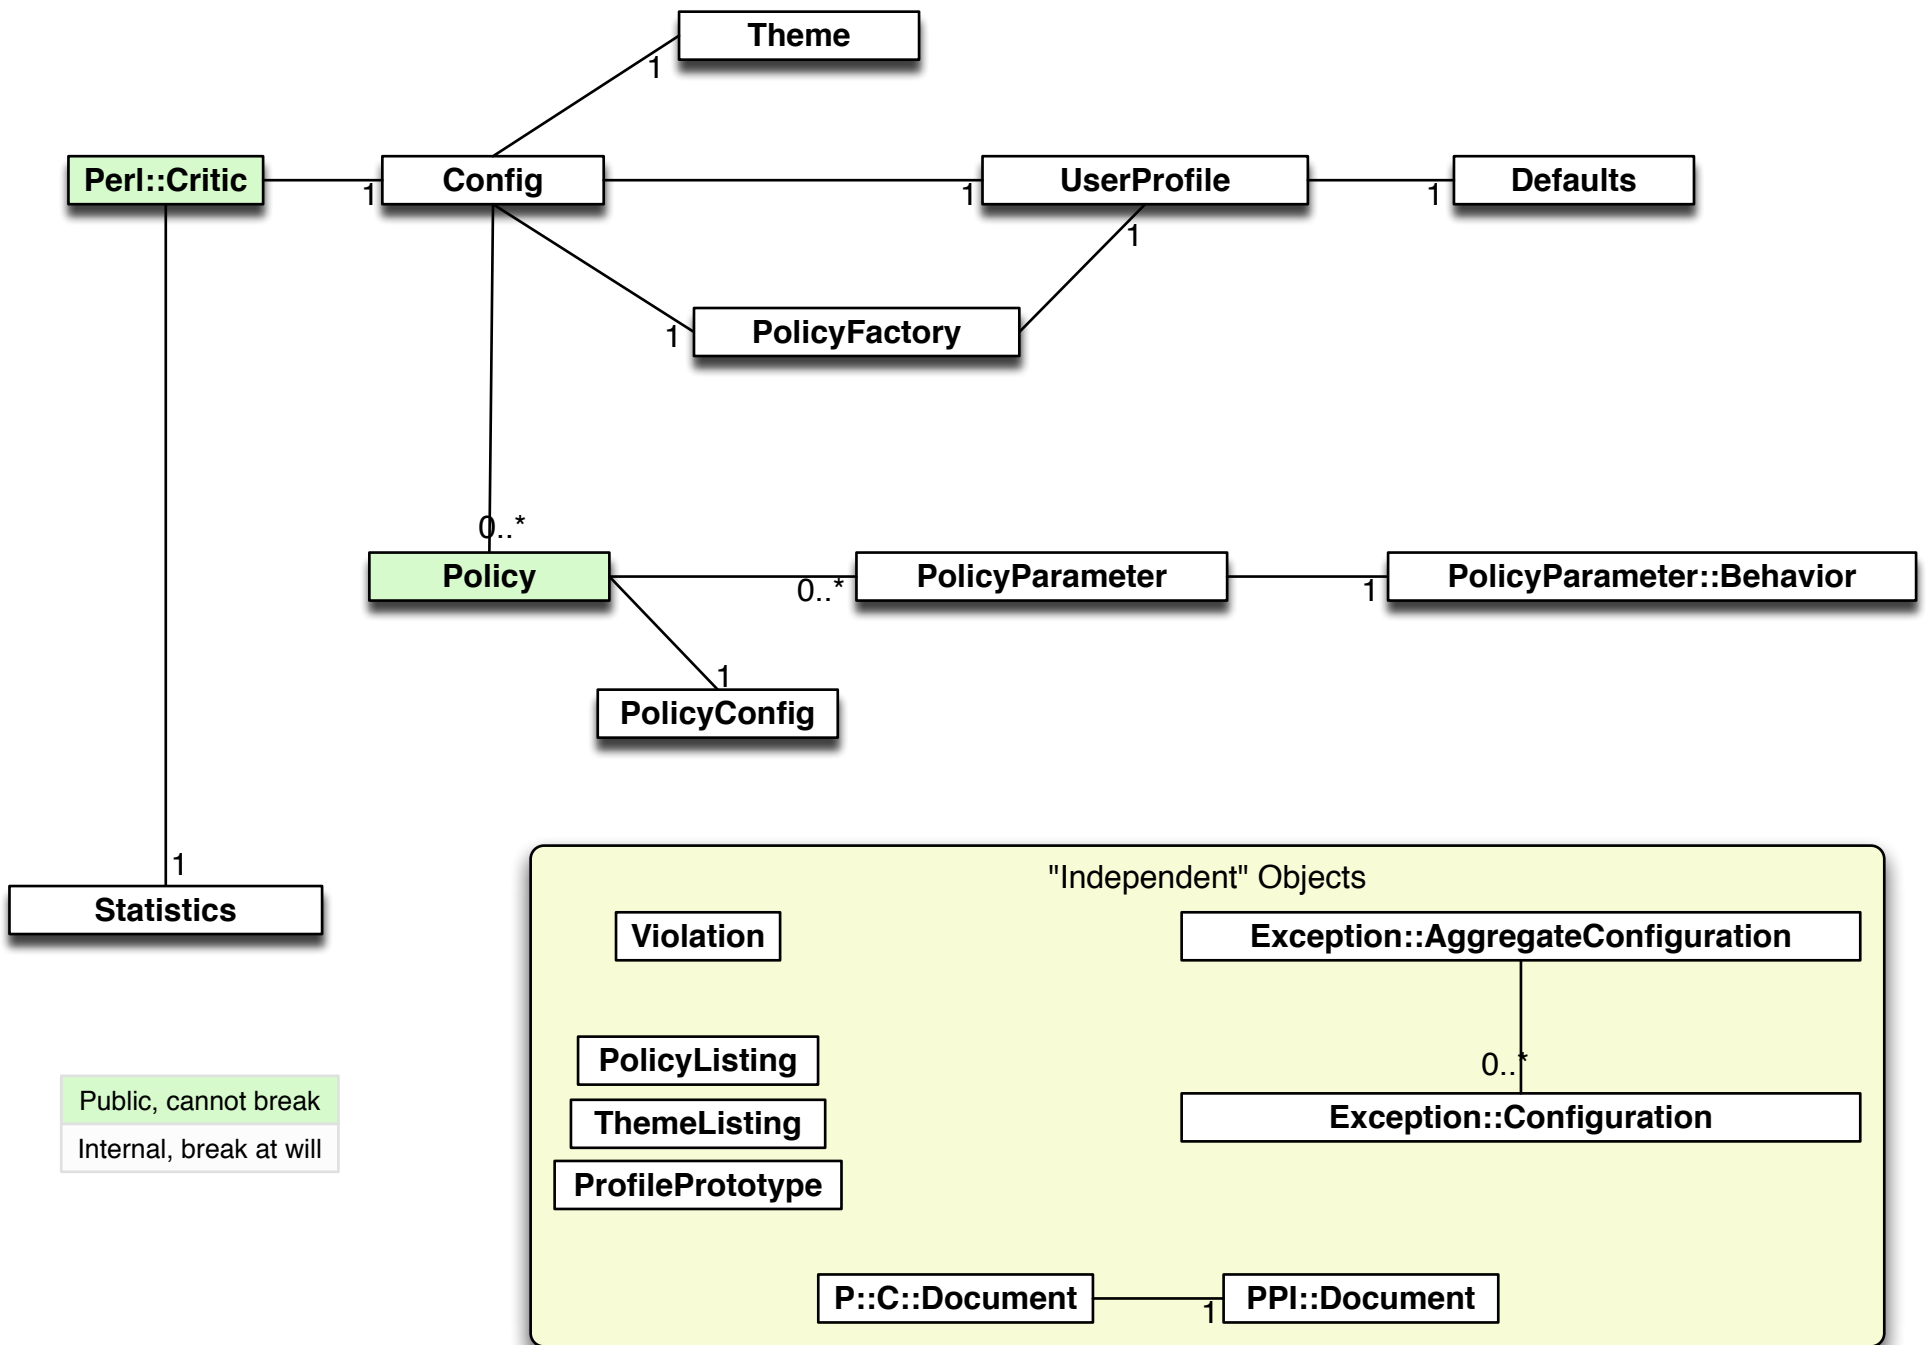 Theme
1
Perl::Critic
1
Config
1
UserProfile
1
Defaults
1
1
PolicyFactory
0..*
Policy
0..*
PolicyParameter
1
PolicyParameter::Behavior
1
PolicyConfig
1
Statistics
"Independent" Objects
Violation
Exception::AggregateConfiguration
PolicyListing
0..*
ThemeListing
Exception::Configuration
ProfilePrototype
Public, cannot break
Internal, break at will
P::C::Document
1
PPI::Document